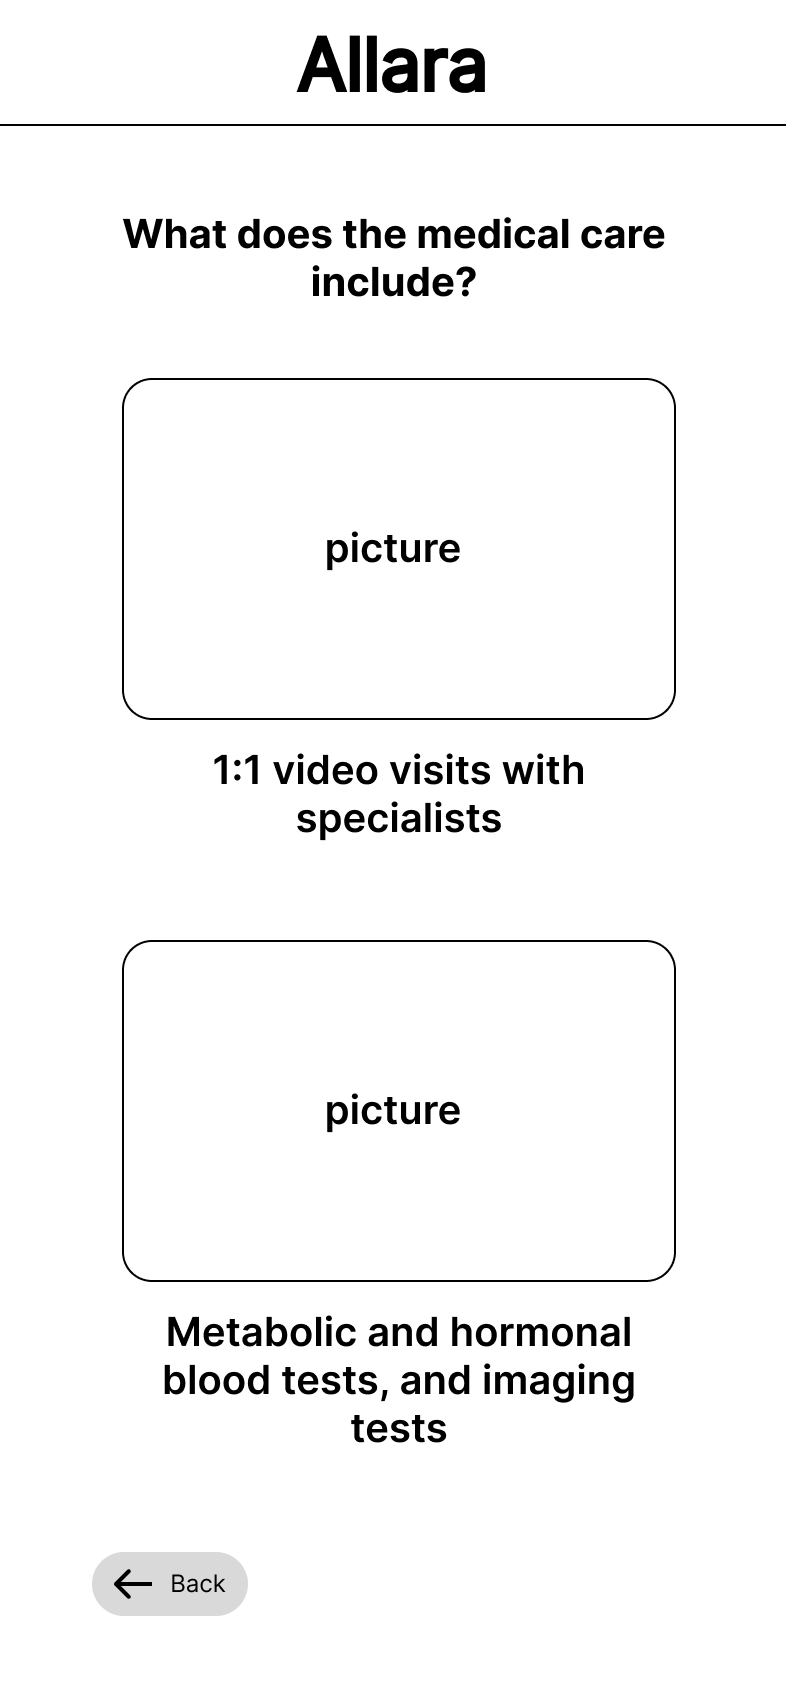 Allara
What does the medical care
include?
picture
1:1 video visits with
specialists
picture
Metabolic and hormonal
blood tests, and imaging
tests
Back